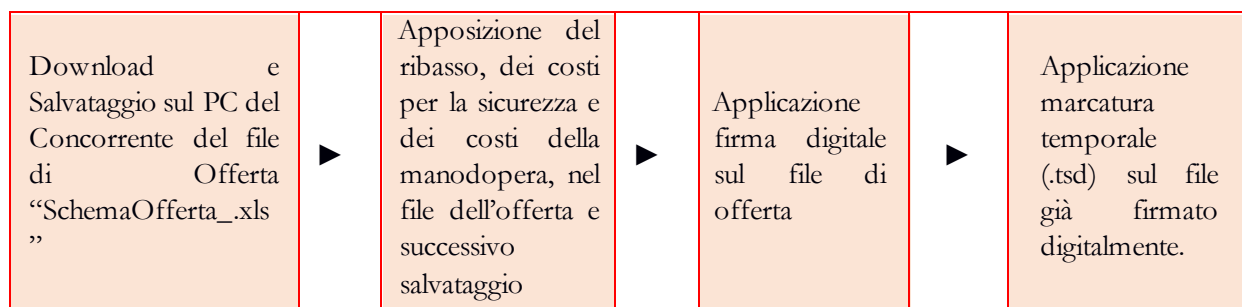 Download e
Salvataggio sul PC del
Concorrente del file
di Offerta
“SchemaOfferta_.xls
”
►
Apposizione del
ribasso, dei costi
per la sicurezza e
dei costi della
manodopera, nel
file dell’offerta e
successivo
salvataggio
►
Applicazione
firma digitale
sul file di
offerta
►
Applicazione
marcatura
temporale
(.tsd) sul file
già firmato
digitalmente.